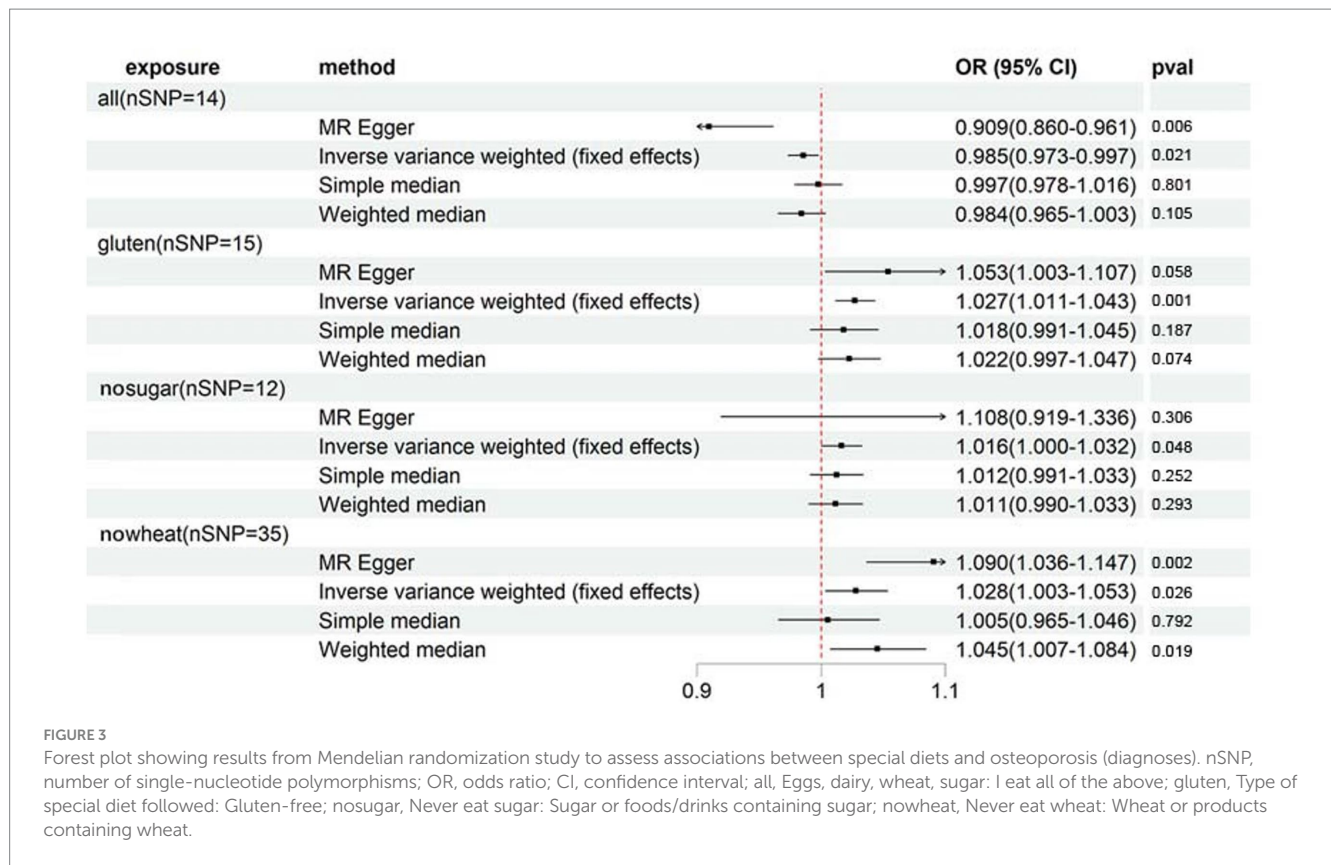 exposure method OR (95% CI) pval
all(nSNP=14)
MR Egger 0.909(0.860-0.961) 0.006
Inverse variance weighted (fixed effects) 0.985(0.973-0.997) 0.021
Simple median 0.997(0.978-1.016) 0.801
Weighted median 0.984(0.965-1.003) 0.105
gluten(nSNP=15)
MR Egger 1.053(1.003-1.107) 0.058
Inverse variance weighted (fixed effects) 1.027(1.011-1.043) 0.001
Simple median 1.018(0.991-1.045) 0.187
Weighted median 1.022(0.997-1.047) 0.074
nosugar(nSNP=12)
MR Egger 1.108(0.919-1.336) 0.306
Inverse variance weighted (fixed effects) 1.016(1.000-1.032) 0.048
Simple median 1.012(0.991-1.033) 0.252
Weighted median 1.011(0.990-1.033) 0.293
nowheat(nSNP=35)
MR Egger 1.090(1.036-1.147) 0.002
Inverse variance weighted (fixed effects) 1.028(1.003-1.053) 0.026
Simple median 1.005(0.965-1.046) 0.792
Weighted median 1.045(1.007-1.084) 0.019
0.9 1 1.1
FIGURE 3
Forest plot showing results from Mendelian randomization study to assess associations between special diets and osteoporosis (diagnoses). nSNP,
number of single-nucleotide polymorphisms; OR, odds ratio; CI, confidence interval; all, Eggs, dairy, wheat, sugar: I eat all of the above; gluten, Type of
special diet followed: Gluten-free; nosugar, Never eat sugar: Sugar or foods/drinks containing sugar; nowheat, Never eat wheat: Wheat or products
containing wheat.